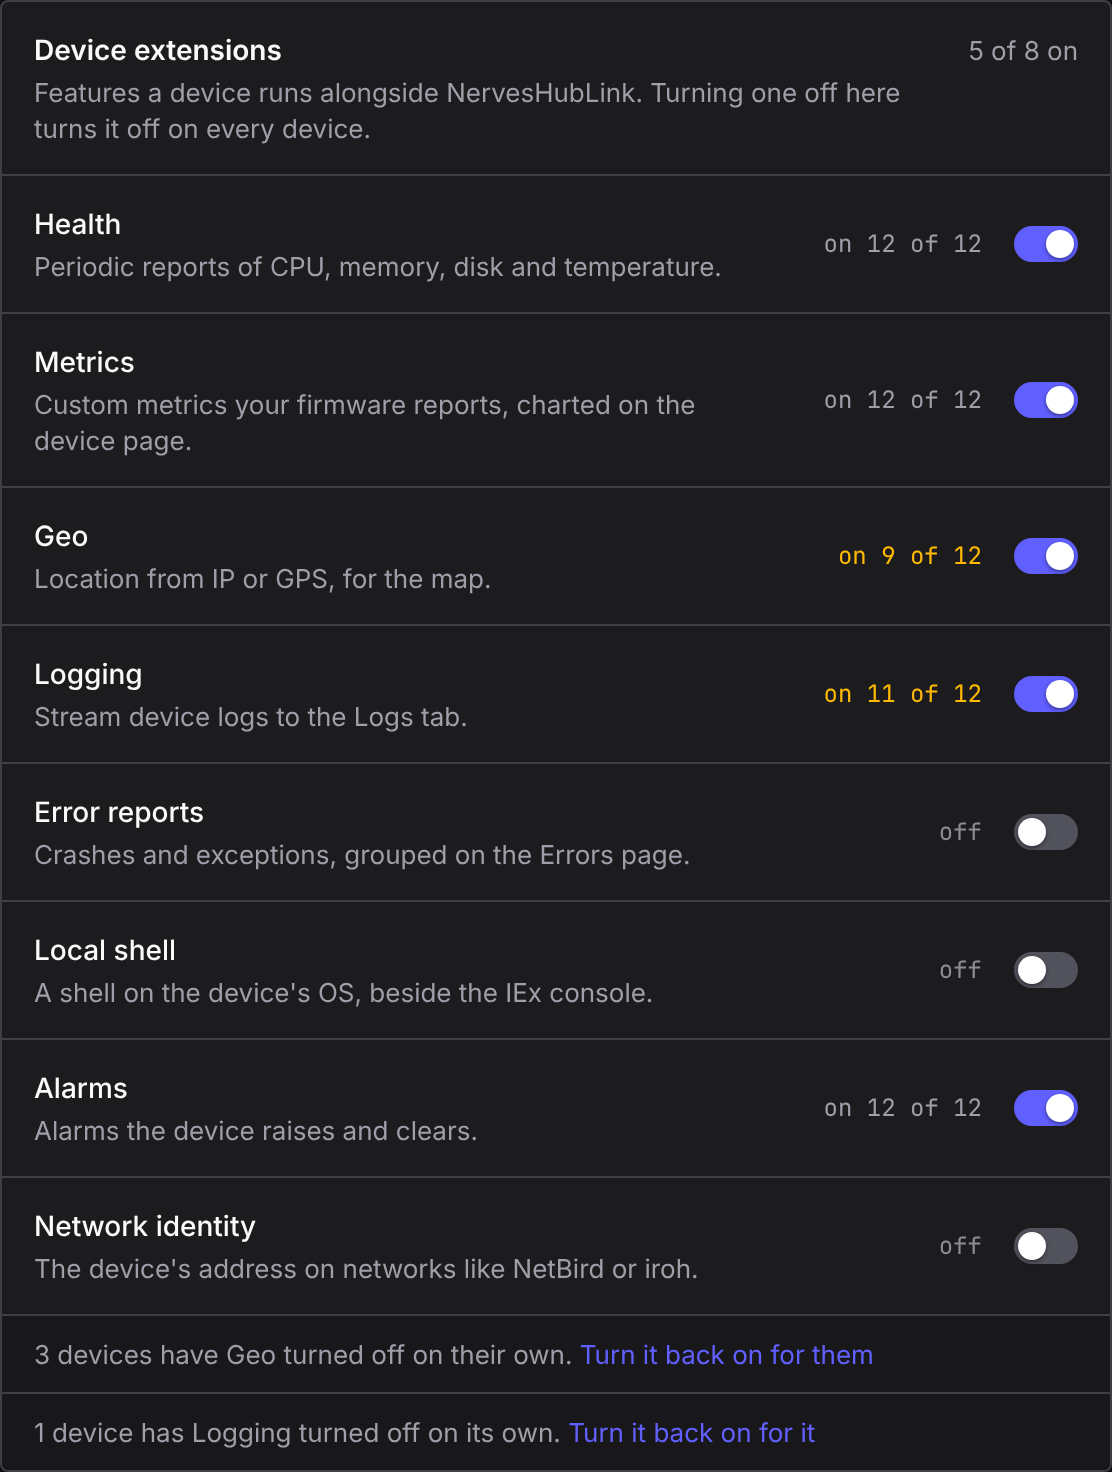 Device extensions
5 of 8 on
Features a device runs alongside NervesHubLink. Turning one off here
turns it off on every device.
Health
on 12 of 12
Periodic reports of CPU, memory, disk and temperature.
Metrics
Custom metrics your firmware reports, charted on the
on 12 of 12
device page.
Geo
on 9 of 12
Location from IP or GPS, for the map.
Logging
on 11 of 12
Stream device logs to the Logs tab.
Error reports
off
Crashes and exceptions, grouped on the Errors page.
Local shell
off
A shell on the device's OS, beside the IEx console.
Alarms
on 12 of 12
Alarms the device raises and clears.
Network identity
off
The device's address on networks like NetBird or iroh.
3 devices have Geo turned off on their own. Turn it back on for them
1 device has Logging turned off on its own. Turn it back on for it